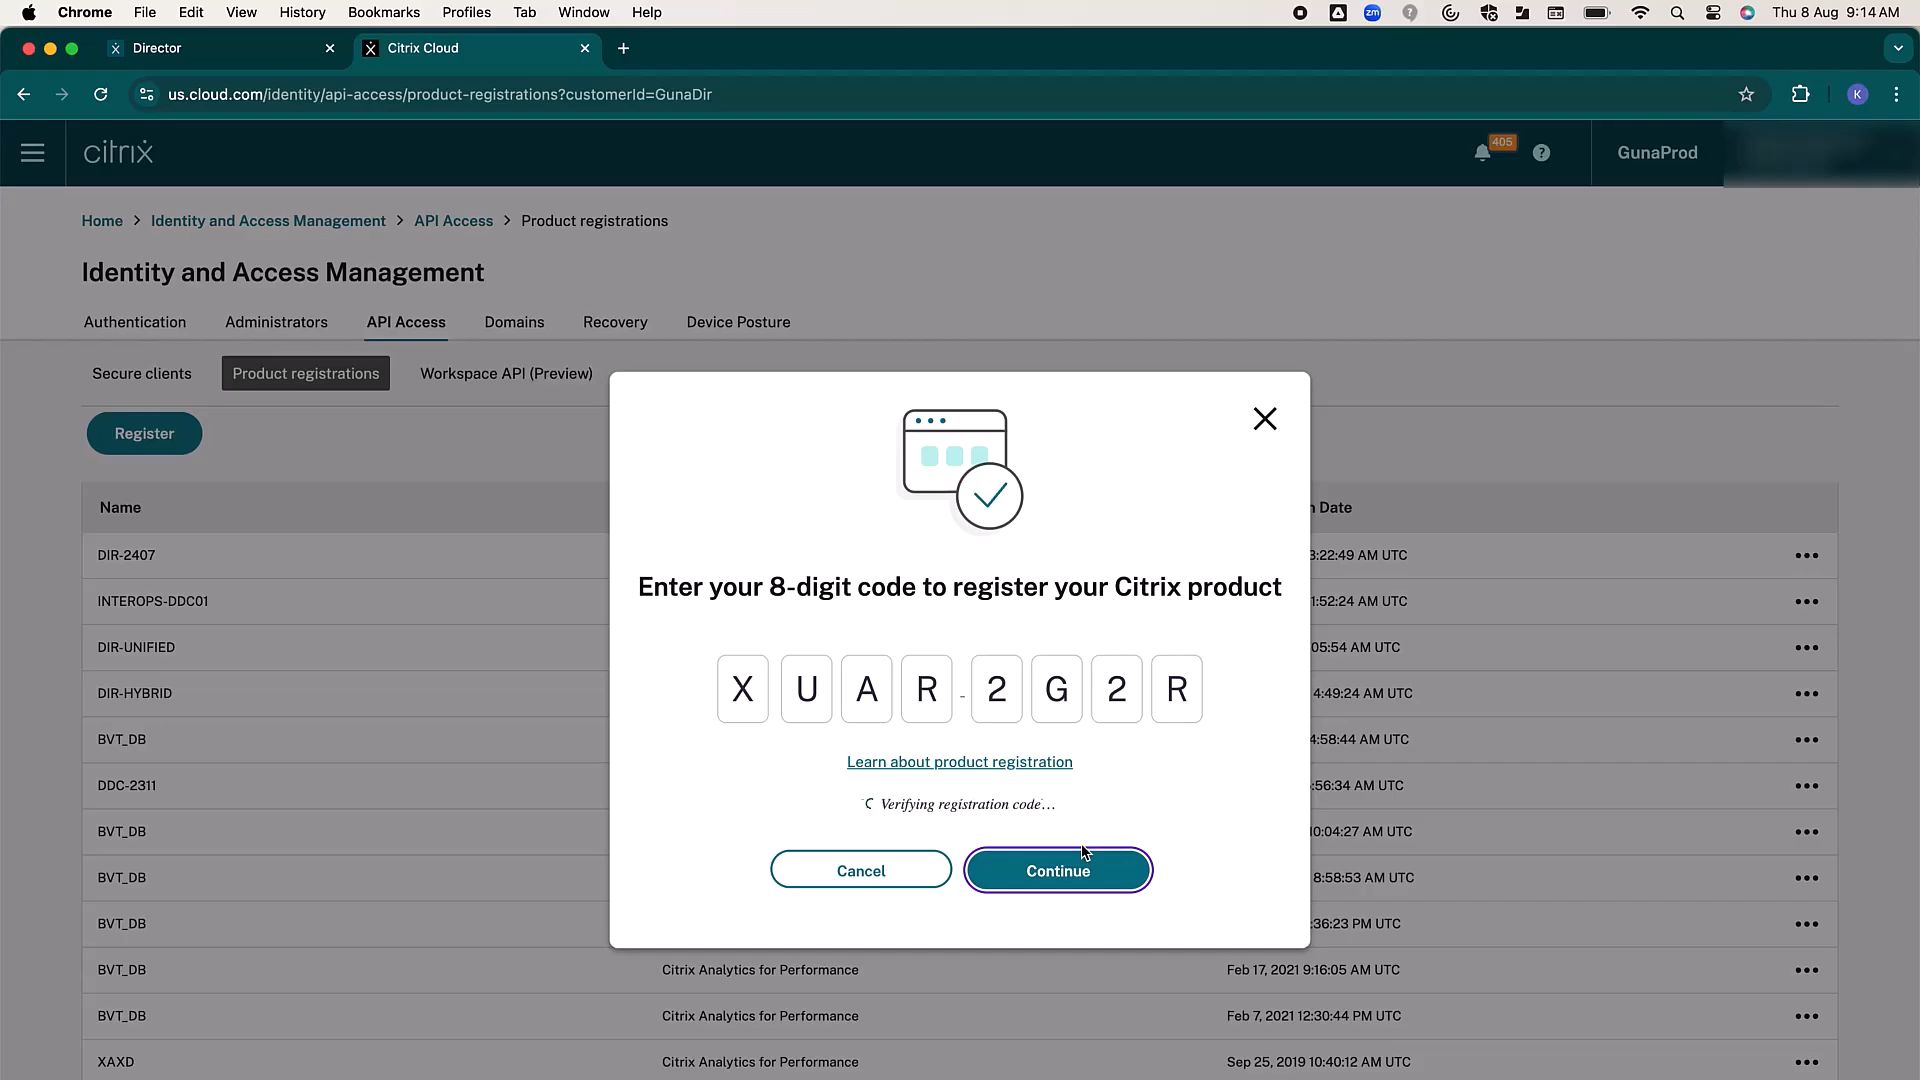 Chrome File Edit View History Bookmarks Profiles Tab Window Help zm Thu 8 Aug 9:14 AM
Director Citrix Cloud
us.cloud.com/identity/api-access/product-registrations?customerId=GunaDir K
citrix 405 GunaProd
Home > Identity and Access Management > API Access > Product registrations
Identity and Access Management
Authentication Administrators API Access Domains Recovery Device Posture
Secure clients Product registrations Workspace API (Preview)
Register
Name
n Date
DIR-2407
3:22:49 AM UTC
INTEROPS-DDC01
1:52:24 AM UTC
DIR-UNIFIED
05:54 AM UTC
DIR-HYBRID
4:49:24 AM UTC
BVT_DB
4:58:44 AM UTC
DDC-2311
:56:34 AM UTC
BVT_DB
10:04:27 AM UTC
BVT_DB
8:58:53 AM UTC
BVT_DB
:36:23 PM UTC
BVT_DB Citrix Analytics for Performance Feb 17, 2021 9:16:05 AM UTC
BVT_DB Citrix Analytics for Performance Feb 7, 2021 12:30:44 PM UTC
XAXD Citrix Analytics for Performance Sep 25, 2019 10:40:12 AM UTC
Enter your 8-digit code to register your Citrix product
X U A R - 2 G 2 R
Learn about product registration
Verifying registration code...
Cancel Continue